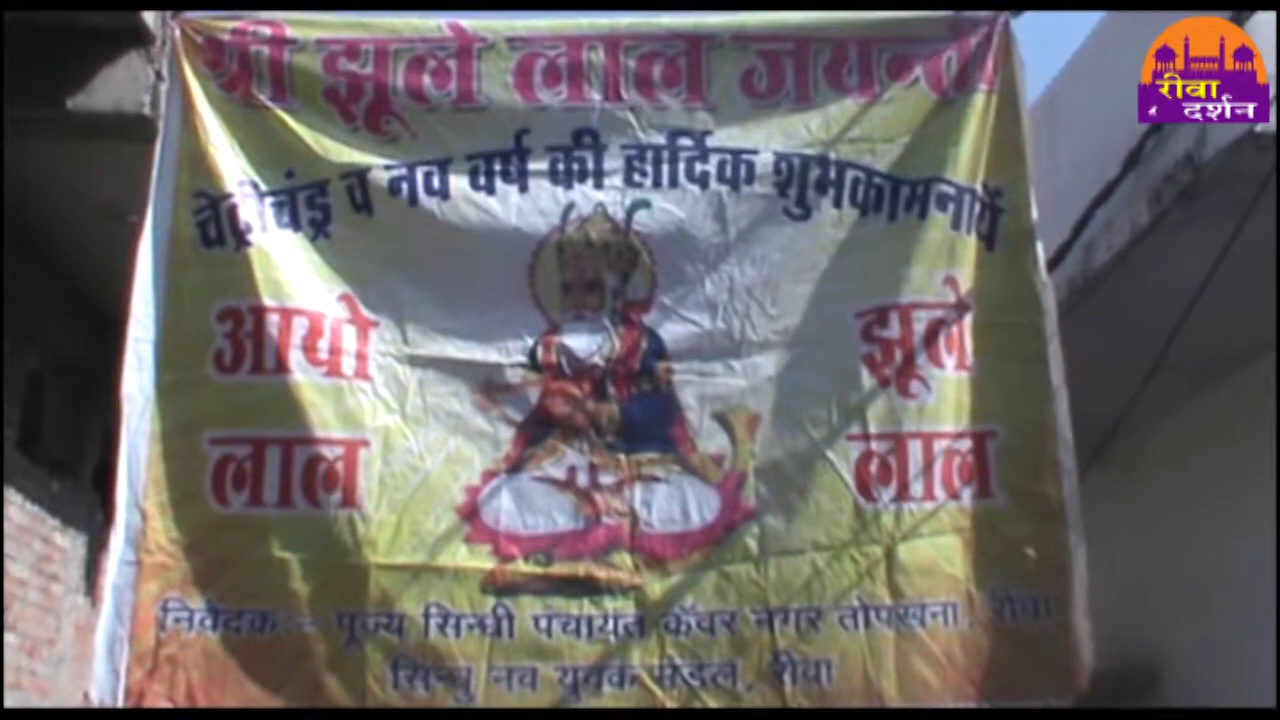 श्री झूले लाल जयन्ती
चेट्रीचंड्र व नव वर्ष की हार्दिक शुभकामनायें
आयो
लाल
झूले
लाल
निवेदक - पूज्य सिन्धी पंचायत कँवर नगर तोपखना, रीवा
सिन्धु नव युवक मंडल, रीवा
रीवा
दर्शन